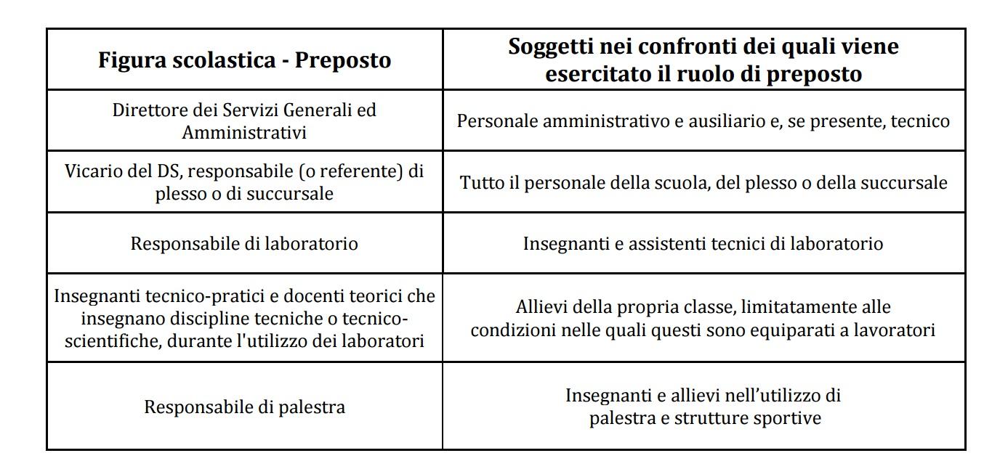 Figura scolastica - Preposto
Soggetti nei confronti dei quali viene
esercitato il ruolo di preposto
Direttore dei Servizi Generali ed
Amministrativi
Personale amministrativo e ausiliario e, se presente, tecnico
Vicario del DS, responsabile (o referente) di
plesso o di succursale
Tutto il personale della scuola, del plesso o della succursale
Responsabile di laboratorio
Insegnanti e assistenti tecnici di laboratorio
Insegnanti tecnico-pratici e docenti teorici che
insegnano discipline tecniche o tecnico-
scientifiche, durante l'utilizzo dei laboratori
Allievi della propria classe, limitatamente alle
condizioni nelle quali questi sono equiparati a lavoratori
Responsabile di palestra
Insegnanti e allievi nell’utilizzo di
palestra e strutture sportive